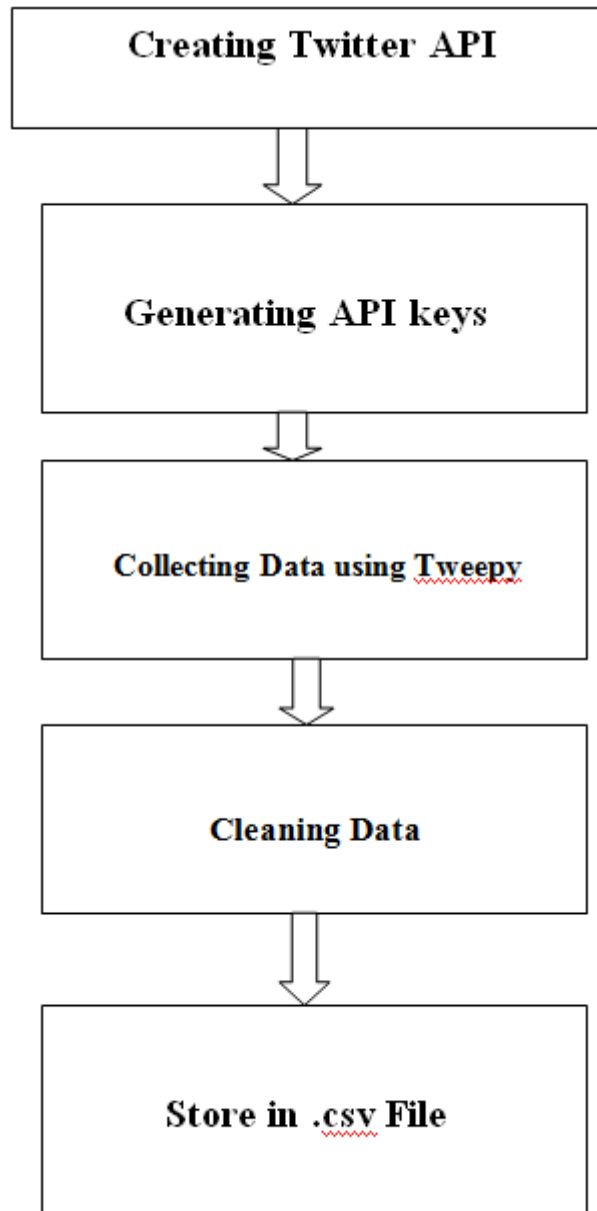 Creating Twitter API
Generating API keys
Collecting Data using Tweepy
Cleaning Data
Store in .csv File